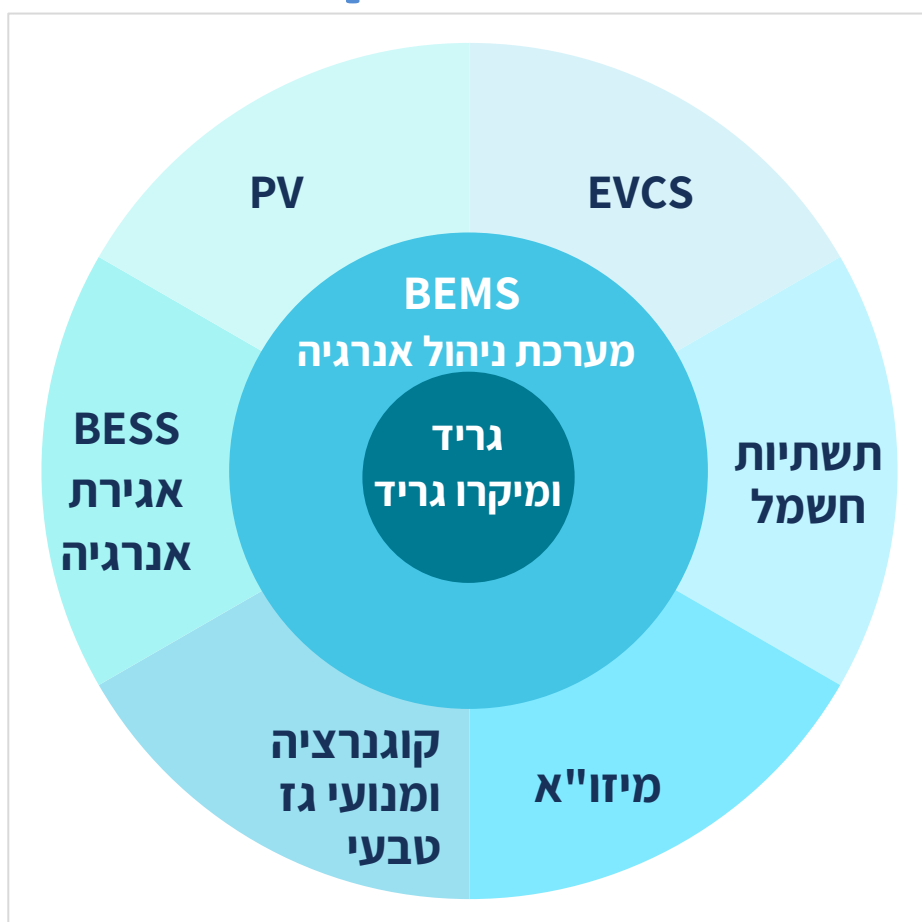 PV
EVCS
BEMS
מערכת ניהול אנרגיה
גריד
ומיקרו גריד
BESS
אגירת
אנרגיה
תשתיות
חשמל
קוגנרציה
ומנועי גז
טבעי
מיזו"א